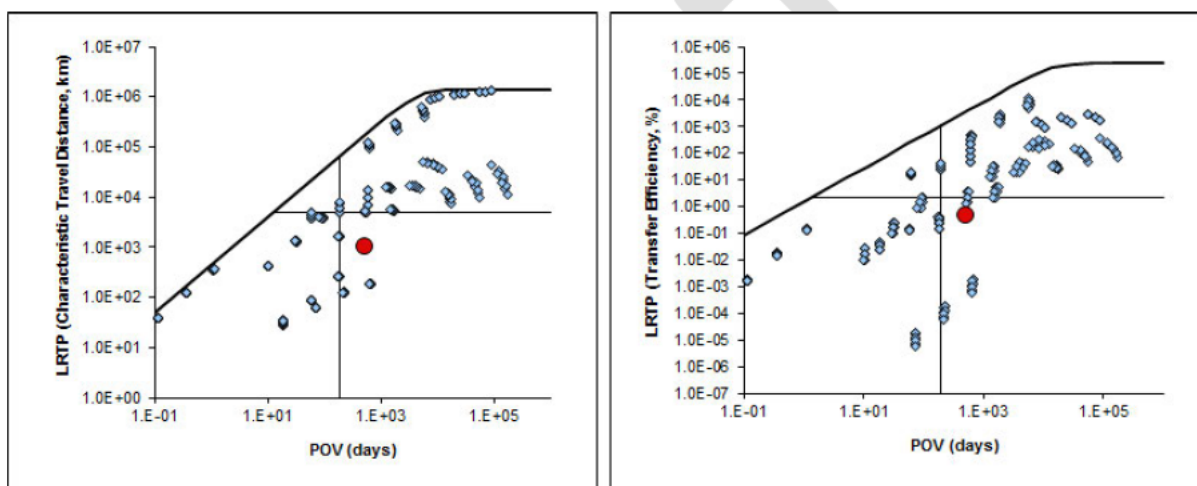 1.0E+07
1.0E+06
1.0E+05
1.0E+04
1.0E+03
1.0E+02
1.0E+01
1.0E+00
LRTP (Characteristic Travel Distance, km)
1.E-01 1.E+01 1.E+03 1.E+05
POV (days)
1.0E+06
1.0E+05
1.0E+04
1.0E+03
1.0E+02
1.0E+01
1.0E+00
1.0E-01
1.0E-02
1.0E-03
1.0E-04
1.0E-05
1.0E-06
1.0E-07
LRTP (Transfer Efficiency, %)
1.E-01 1.E+01 1.E+03 1.E+05
POV (days)